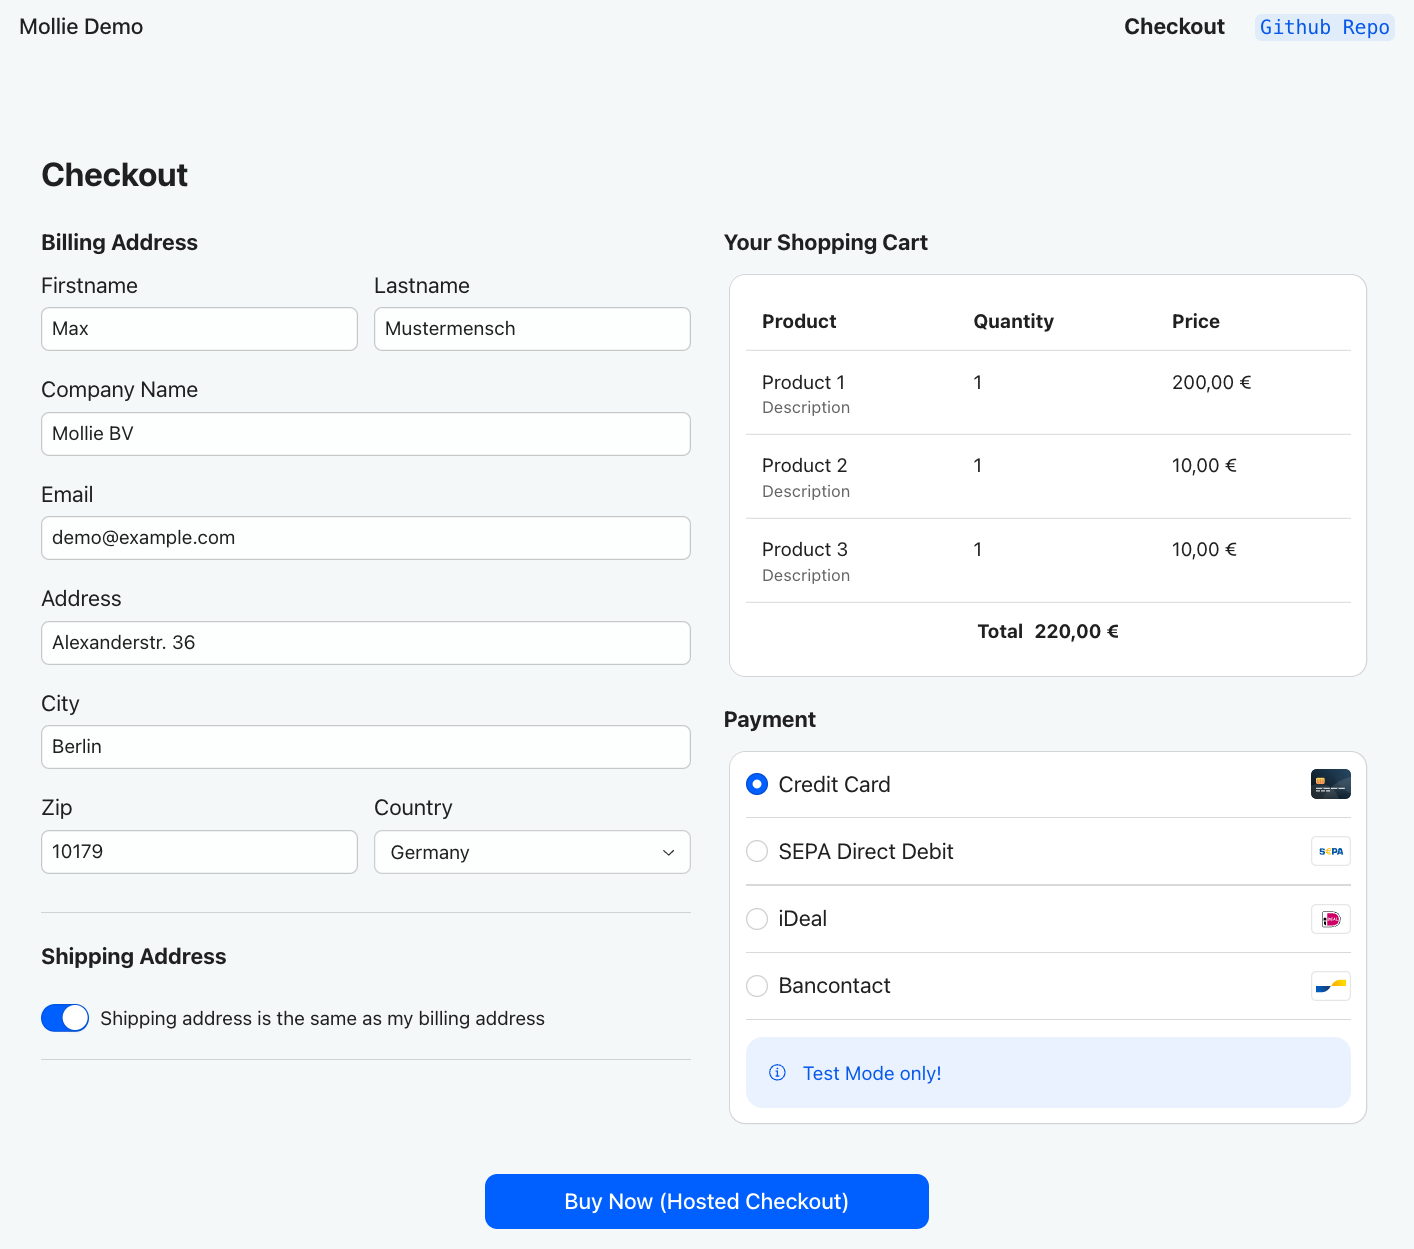 Mollie Demo
Checkout
Github Repo
Checkout
Billing Address
Firstname
Lastname
Max
Mustermensch
Company Name
Mollie BV
Email
demo@example.com
Address
Alexanderstr. 36
City
Berlin
Zip
Country
10179
Germany
Shipping Address
Shipping address is the same as my billing address
Your Shopping Cart
Product Quantity Price
Product 1 1 200,00 €
Description
Product 2 1 10,00 €
Description
Product 3 1 10,00 €
Description
Total 220,00 €
Payment
Credit Card
SEPA Direct Debit
SEPA
iDeal
iDEAL
Bancontact
Test Mode only!
Buy Now (Hosted Checkout)